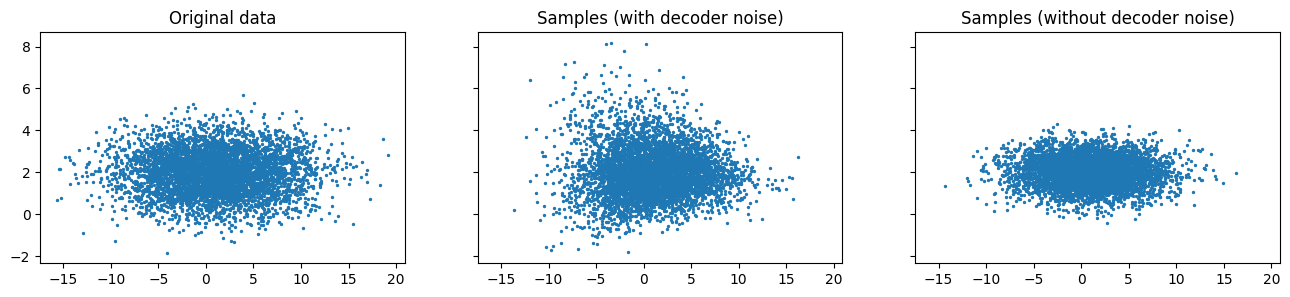 Original data
Samples (with decoder noise)
Samples (without decoder noise)
8
6
4
2
0
−2
−15 −10 −5 0 5 10 15 20
−15 −10 −5 0 5 10 15 20
−15 −10 −5 0 5 10 15 20